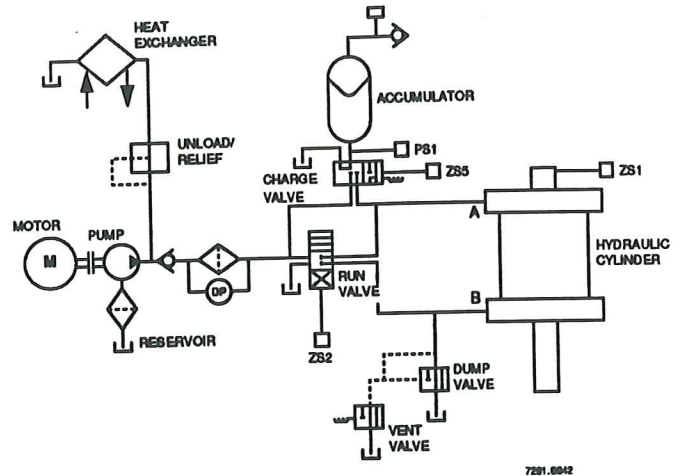 HEAT
EXCHANGER
ACCUMULATOR
UNLOAD/
RELIEF
PS1
CHARGE
VALVE
ZS5
ZS1
A
MOTOR
PUMP
M
HYDRAULIC
CYLINDER
DP
RUN
VALVE
B
RESERVOIR
ZS2
DUMP
VALVE
VENT
VALVE
7201.0042